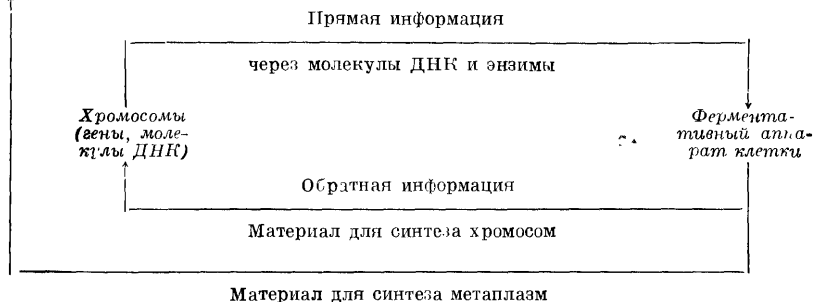 Прямая информация
через молекулы ДНК и энзимы
Хромосомы
(гены, моле-
кулы ДНК)
Фермента-
тивный аппа-
рат клетки
Обратная информация
Материал для синтеза хромосом
Материал для синтеза метаплазм